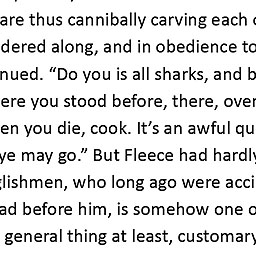 are thus cannibally carving each
dered along, and in obedience to
nued. “Do you is all sharks, and b
ere you stood before, there, over
en you die, cook. It’s an awful qu
ye may go.” But Fleece had hardly
glishmen, who long ago were acci
ad before him, is somehow one o
general thing at least, customary